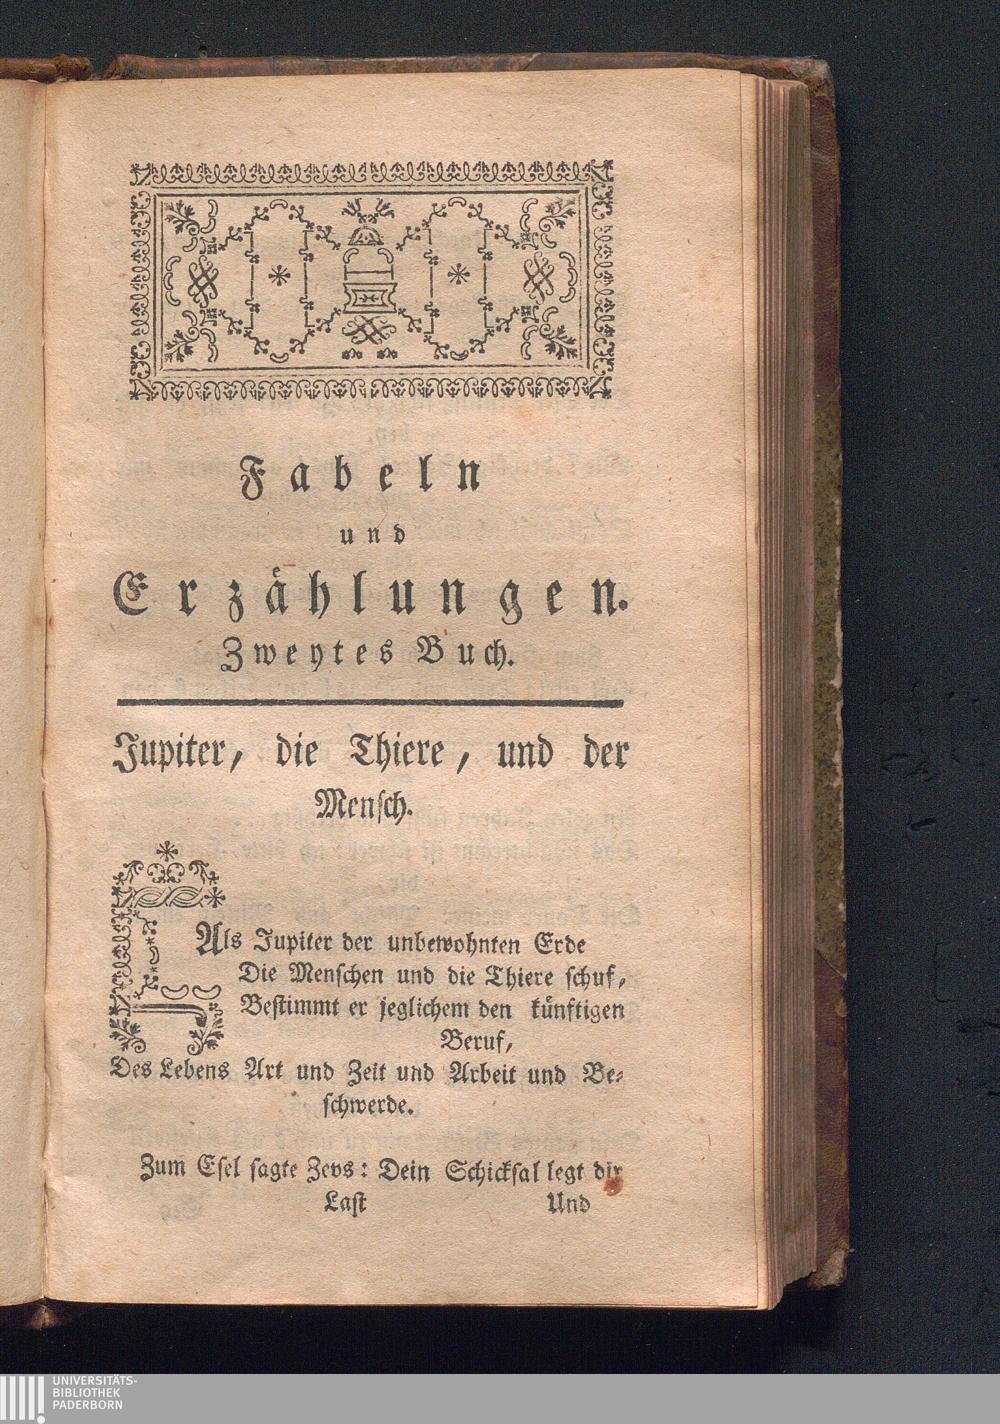 Fabeln
und
Erzählungen.
Zweytes Buch.
Jupiter, die Thiere, und der
Mensch.
Als Jupiter der unbewohnten Erde
Die Menschen und die Thiere schuf,
Bestimmt er jeglichem den künftigen
Beruf,
Des Lebens Art und Zeit und Arbeit und Be-
schwerde.
Zum Esel sagte Zevs: Dein Schicksal legt dir
Last Und
UNIVERSITÄTS-
BIBLIOTHEK
PADERBORN